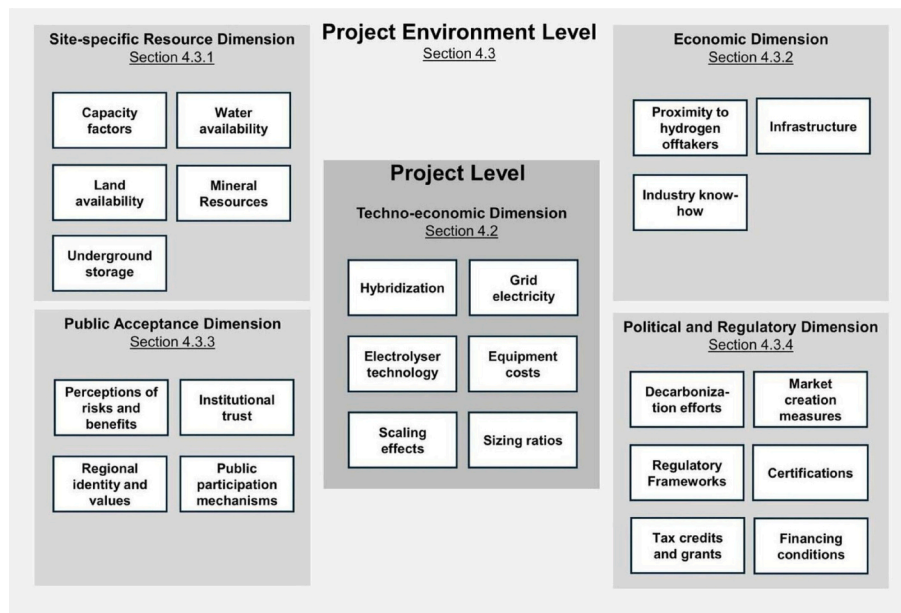 Project Environment Level
Section 4.3
Site-specific Resource Dimension
Section 4.3.1
Capacity
factors
Water
availability
Land
availability
Mineral
Resources
Underground
storage
Economic Dimension
Section 4.3.2
Proximity to
hydrogen
offtakers
Infrastructure
Industry know-
how
Project Level
Techno-economic Dimension
Section 4.2
Hybridization
Grid
electricity
Electrolyser
technology
Equipment
costs
Scaling
effects
Sizing ratios
Public Acceptance Dimension
Section 4.3.3
Perceptions of
risks and
benefits
Institutional
trust
Regional
identity and
values
Public
participation
mechanisms
Political and Regulatory Dimension
Section 4.3.4
Decarboniza-
tion efforts
Market
creation
measures
Regulatory
Frameworks
Certifications
Tax credits
and grants
Financing
conditions